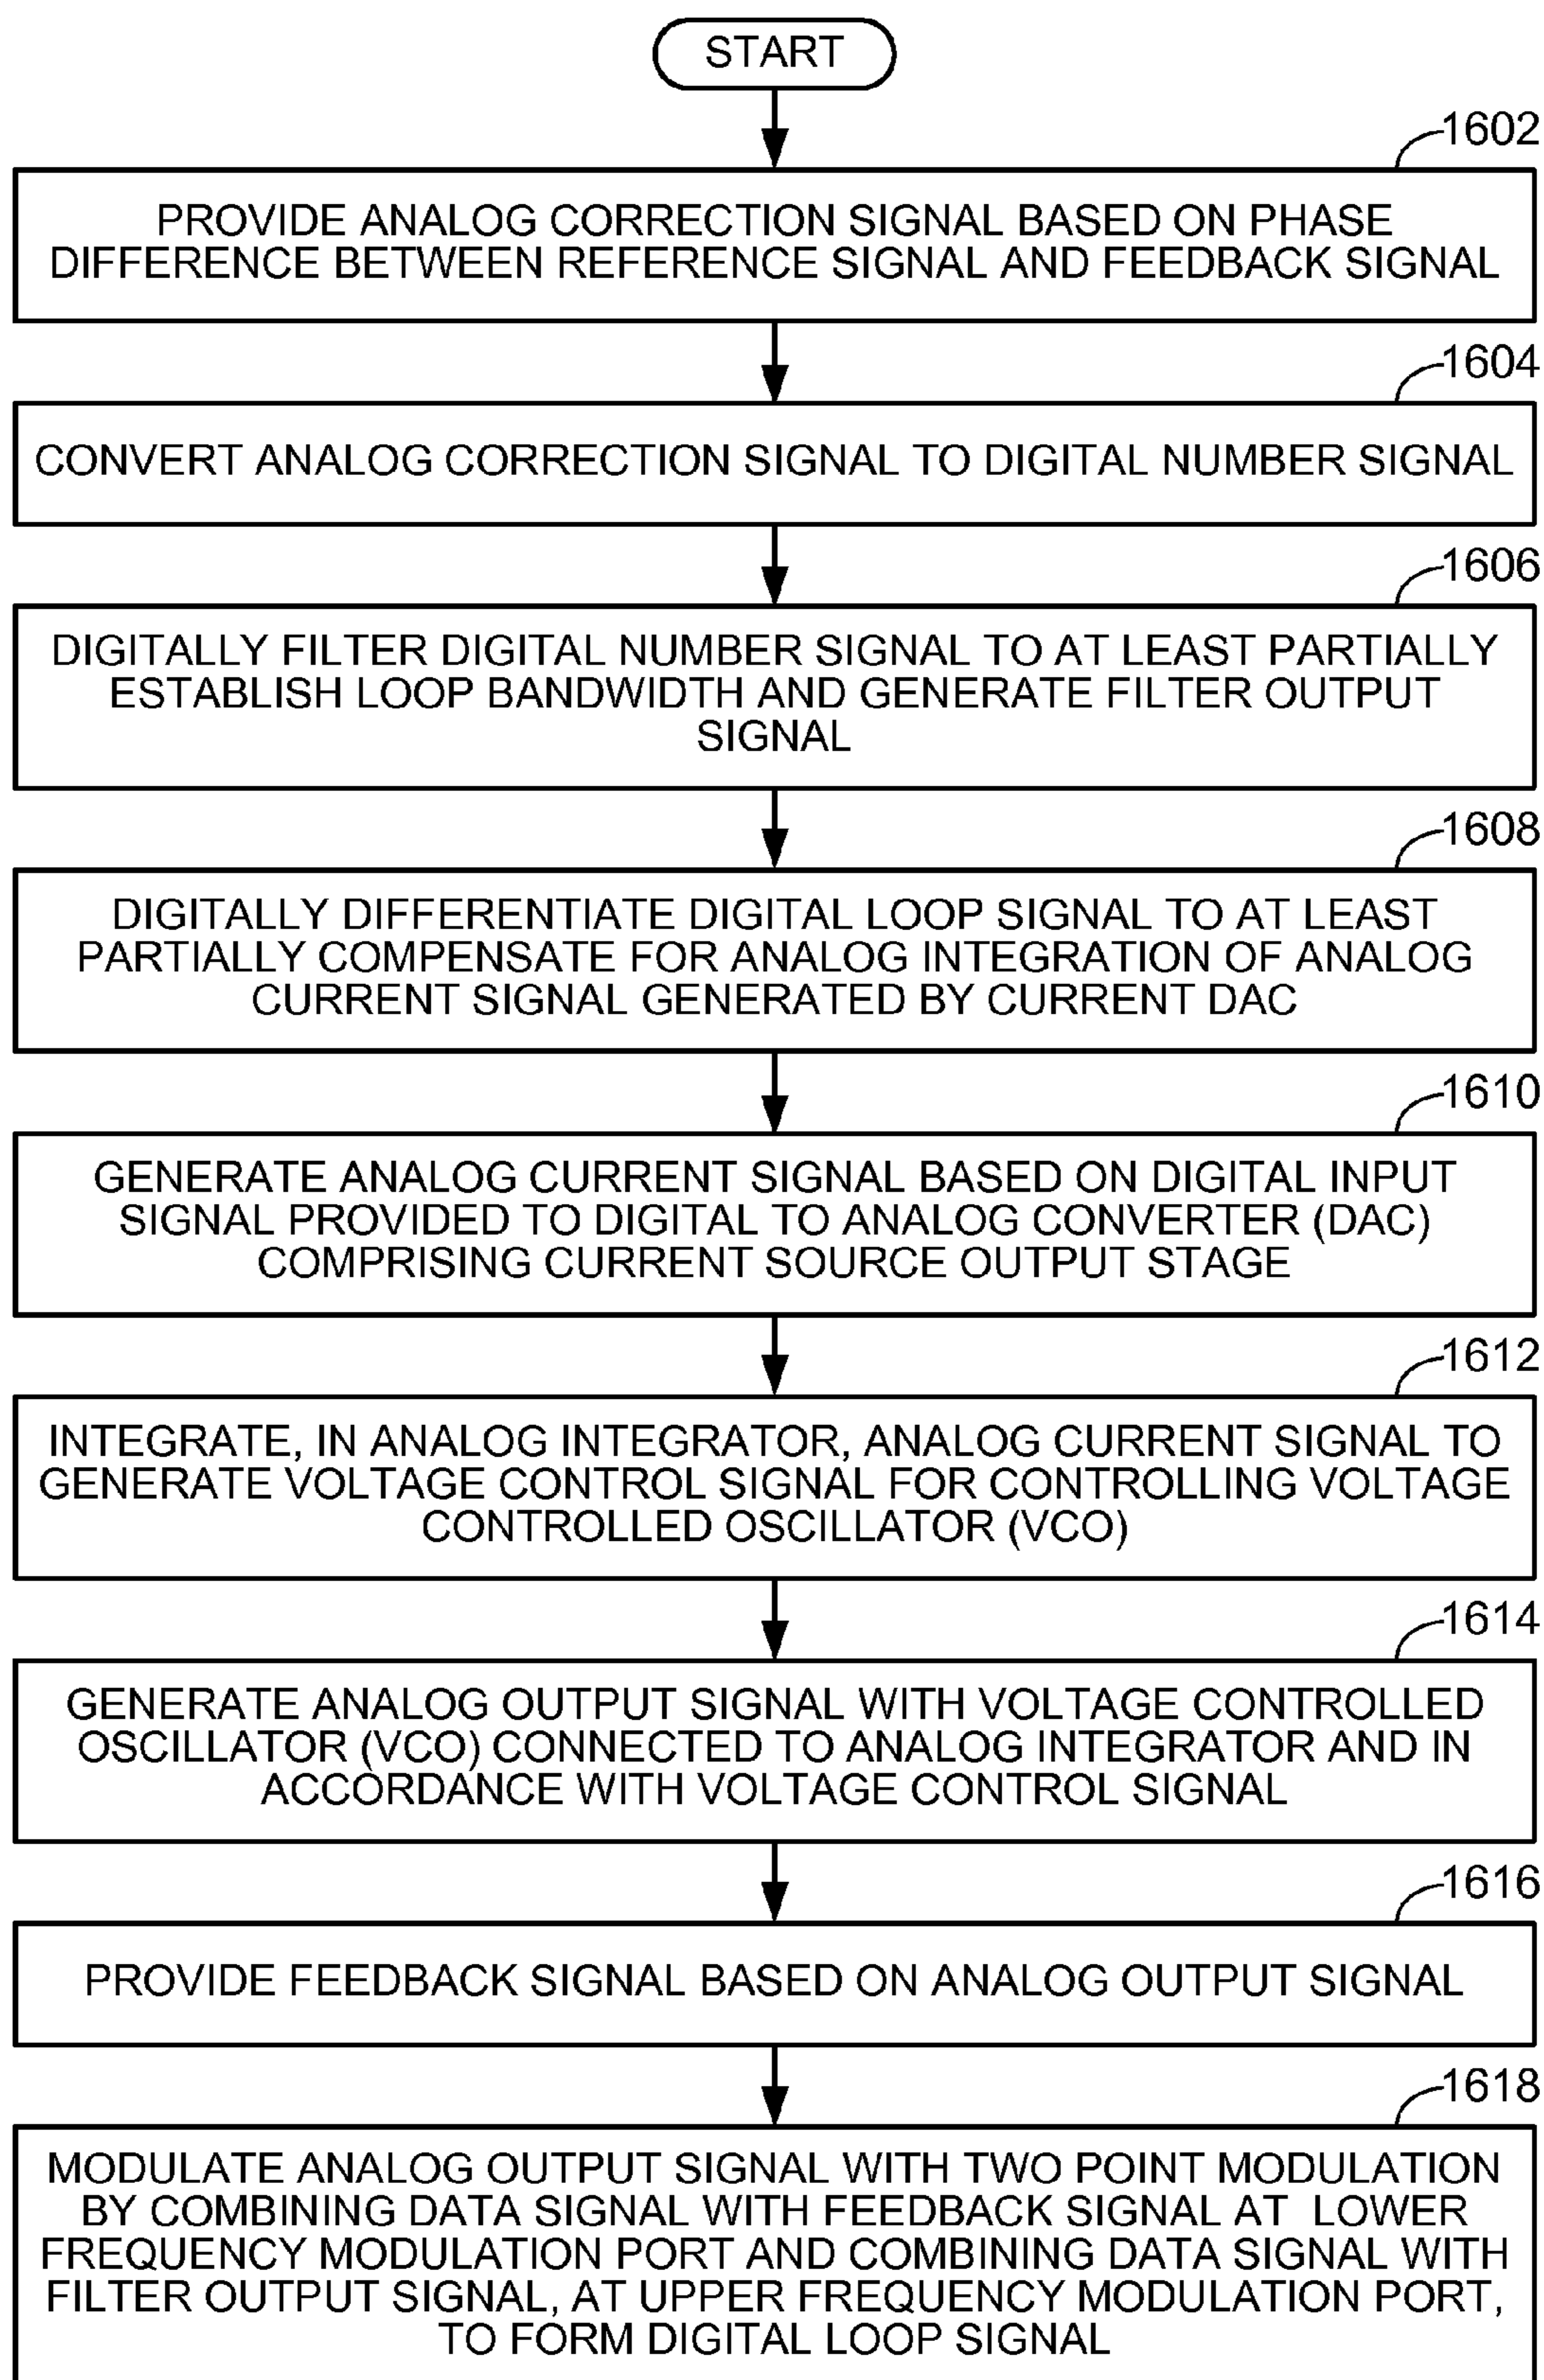 START
1602
PROVIDE ANALOG CORRECTION SIGNAL BASED ON PHASE
DIFFERENCE BETWEEN REFERENCE SIGNAL AND FEEDBACK SIGNAL
1604
CONVERT ANALOG CORRECTION SIGNAL TO DIGITAL NUMBER SIGNAL
1606
DIGITALLY FILTER DIGITAL NUMBER SIGNAL TO AT LEAST PARTIALLY
ESTABLISH LOOP BANDWIDTH AND GENERATE FILTER OUTPUT
SIGNAL
1608
DIGITALLY DIFFERENTIATE DIGITAL LOOP SIGNAL TO AT LEAST
PARTIALLY COMPENSATE FOR ANALOG INTEGRATION OF ANALOG
CURRENT SIGNAL GENERATED BY CURRENT DAC
1610
GENERATE ANALOG CURRENT SIGNAL BASED ON DIGITAL INPUT
SIGNAL PROVIDED TO DIGITAL TO ANALOG CONVERTER (DAC)
COMPRISING CURRENT SOURCE OUTPUT STAGE
1612
INTEGRATE, IN ANALOG INTEGRATOR, ANALOG CURRENT SIGNAL TO
GENERATE VOLTAGE CONTROL SIGNAL FOR CONTROLLING VOLTAGE
CONTROLLED OSCILLATOR (VCO)
1614
GENERATE ANALOG OUTPUT SIGNAL WITH VOLTAGE CONTROLLED
OSCILLATOR (VCO) CONNECTED TO ANALOG INTEGRATOR AND IN
ACCORDANCE WITH VOLTAGE CONTROL SIGNAL
1616
PROVIDE FEEDBACK SIGNAL BASED ON ANALOG OUTPUT SIGNAL
1618
MODULATE ANALOG OUTPUT SIGNAL WITH TWO POINT MODULATION
BY COMBINING DATA SIGNAL WITH FEEDBACK SIGNAL AT LOWER
FREQUENCY MODULATION PORT AND COMBINING DATA SIGNAL WITH
FILTER OUTPUT SIGNAL, AT UPPER FREQUENCY MODULATION PORT,
TO FORM DIGITAL LOOP SIGNAL